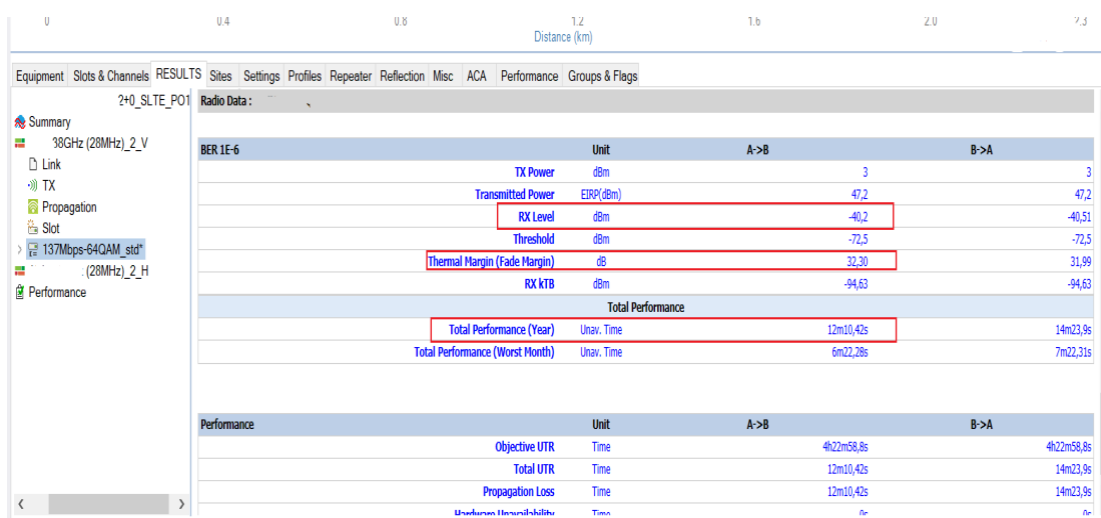 0 0.4 0.8 1.2 1.6 2.0 2.3
Distance (km)
Equipment Slots & Channels RESULTS Sites Settings Profiles Repeater Reflection Misc ACA Performance Groups & Flags
2+0_SLTE_PO1
Summary
38GHz (28MHz)_2_V
Link
TX
Propagation
Slot
137Mbps-64QAM_std*
(28MHz)_2_H
Performance
Radio Data :
BER 1E-6 Unit A->B B->A
TX Power dBm 3 3
Transmitted Power EIRP(dBm) 47,2 47,2
RX Level dBm -40,2 -40,51
Threshold dBm -72,5 -72,5
Thermal Margin (Fade Margin) dB 32,30 31,99
RX kTB dBm -94,63 -94,63
Total Performance
Total Performance (Year) Unav. Time 12m10,42s 14m23,9s
Total Performance (Worst Month) Unav. Time 6m22,28s 7m22,31s
Performance Unit A->B B->A
Objective UTR Time 4h22m58,8s 4h22m58,8s
Total UTR Time 12m10,42s 14m23,9s
Propagation Loss Time 12m10,42s 14m23,9s
Hardware Unavailability Time 0s 0s